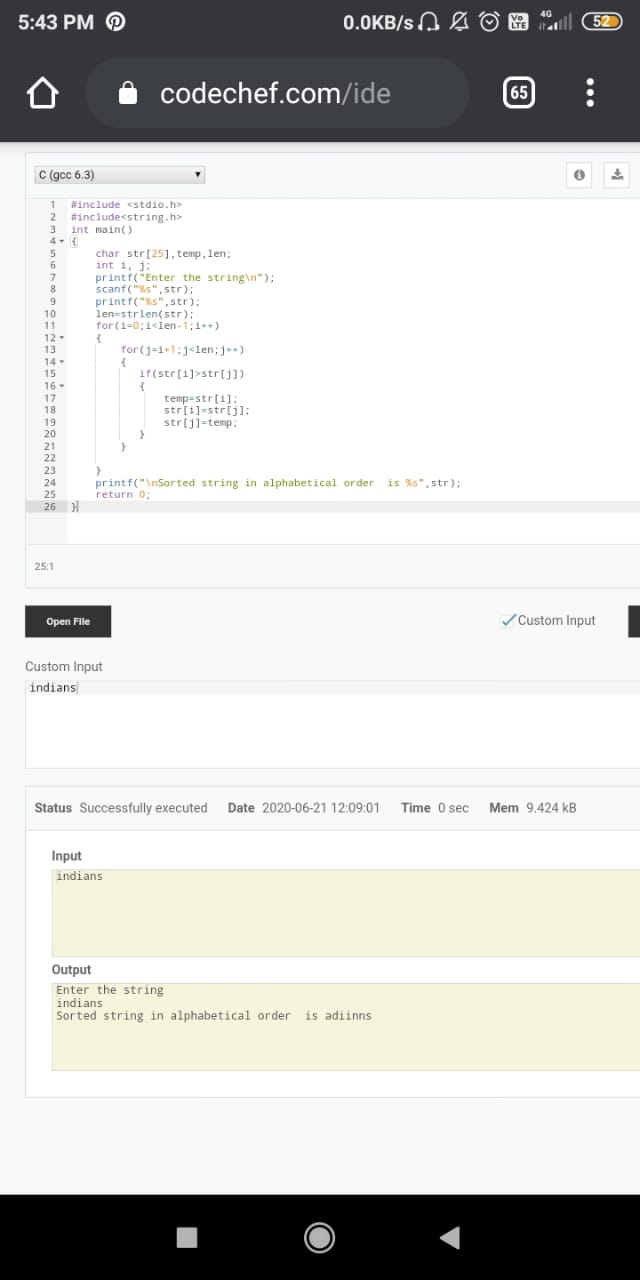 5:43 PM 0.0KB/s Vo LTE 4G 52
codechef.com/ide 65
C (gcc 6.3)
1 #include <stdio.h>
2 #include<string.h>
3 int main()
4 {
5 char str[25],temp,len;
6 int i, j;
7 printf("Enter the string\n");
8 scanf("%s",str);
9 printf("%s",str);
10 len=strlen(str);
11 for(i=0;i<len-1;i++)
12 {
13 for(j=i+1;j<len;j++)
14 {
15 if(str[i]>str[j])
16 {
17 temp=str[i];
18 str[i]=str[j];
19 str[j]=temp;
20 }
21 }
22
23 }
24 printf("\nSorted string in alphabetical order  is %s",str);
25 return 0;
26 }
25:1
Open File Custom Input
Custom Input
indians
Status Successfully executed Date 2020-06-21 12:09:01 Time 0 sec Mem 9.424 kB
Input
indians
Output
Enter the string
indians
Sorted string in alphabetical order  is adiinns